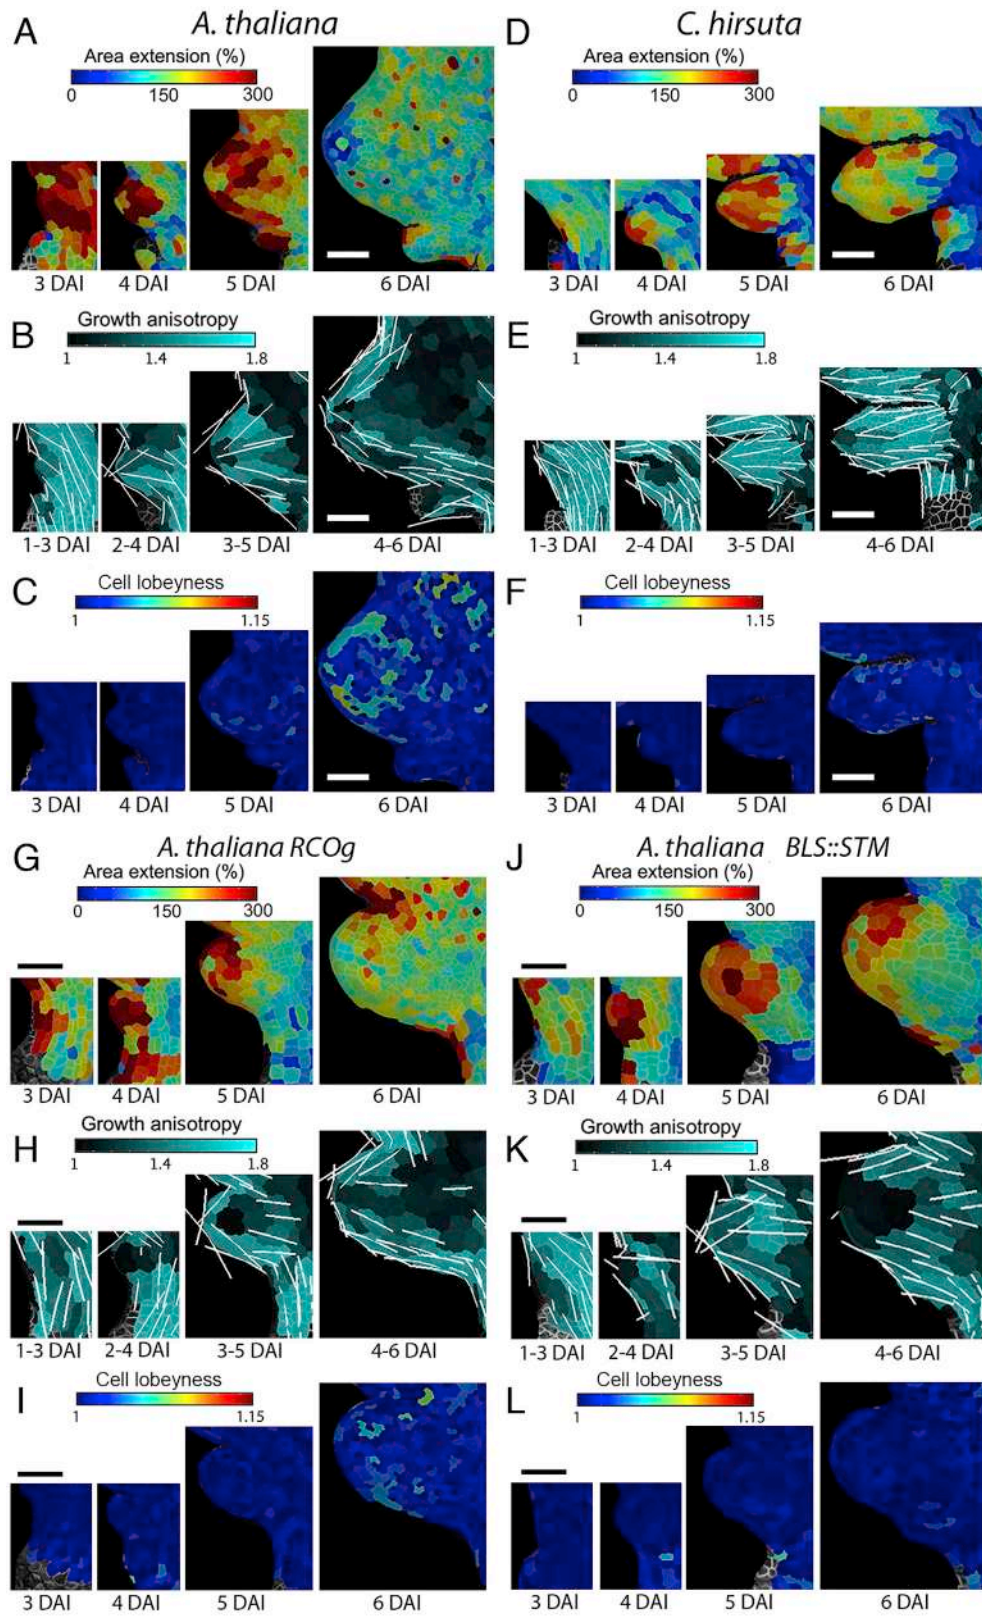 A
A. thaliana
Area extension (%)
0 150 300
3 DAI 4 DAI 5 DAI 6 DAI
B
Growth anisotropy
1 1.4 1.8
1-3 DAI 2-4 DAI 3-5 DAI 4-6 DAI
C
Cell lobeyness
1 1.15
3 DAI 4 DAI 5 DAI 6 DAI
D
C. hirsuta
Area extension (%)
0 150 300
3 DAI 4 DAI 5 DAI 6 DAI
E
Growth anisotropy
1 1.4 1.8
1-3 DAI 2-4 DAI 3-5 DAI 4-6 DAI
F
Cell lobeyness
1 1.15
3 DAI 4 DAI 5 DAI 6 DAI
G
A. thaliana RCOg
Area extension (%)
0 150 300
3 DAI 4 DAI 5 DAI 6 DAI
H
Growth anisotropy
1 1.4 1.8
1-3 DAI 2-4 DAI 3-5 DAI 4-6 DAI
I
Cell lobeyness
1 1.15
3 DAI 4 DAI 5 DAI 6 DAI
J
A. thaliana BLS::STM
Area extension (%)
0 150 300
3 DAI 4 DAI 5 DAI 6 DAI
K
Growth anisotropy
1 1.4 1.8
1-3 DAI 2-4 DAI 3-5 DAI 4-6 DAI
L
Cell lobeyness
1 1.15
3 DAI 4 DAI 5 DAI 6 DAI